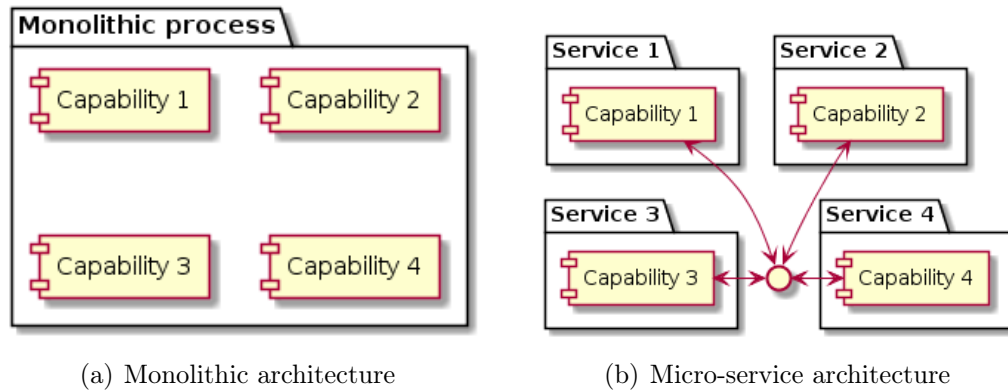 Monolithic process
Capability 1
Capability 2
Capability 3
Capability 4
(a) Monolithic architecture
Service 1
Capability 1
Service 2
Capability 2
Service 3
Capability 3
Service 4
Capability 4
(b) Micro-service architecture